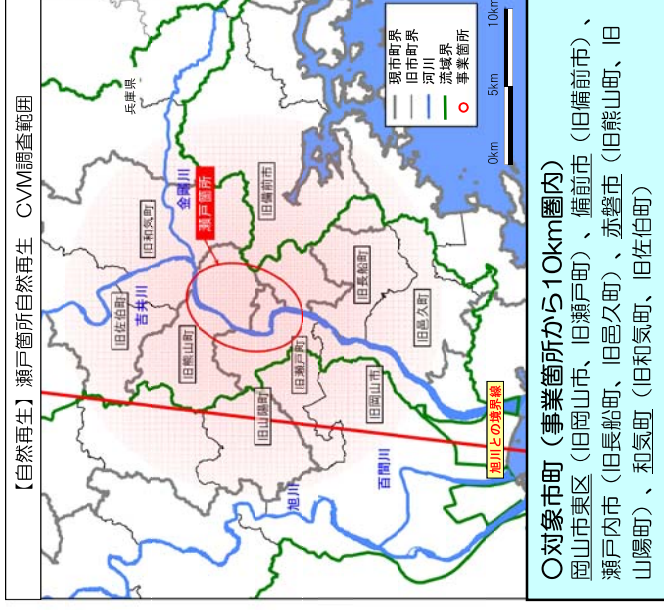 【自然再生】 瀬戸箇所自然再生 CVM調査範囲
兵庫県
現市町界
旧市町界
河川
流域界
事業箇所
0km
5km
10km
瀬戸箇所
金剛川
旧和気町
旧備前市
旧佐伯町
吉井川
旧熊山町
旧瀬戸町
旧長船町
旧邑久町
旧山陽町
旧岡山市
旭川
百間川
旭川との境界線
〇対象市町（事業箇所から10km圏内）
岡山市東区（旧岡山市、旧瀬戸町）、備前市（旧備前市）、
瀬戸内市（旧長船町、旧邑久町）、赤磐市（旧熊山町、旧
山陽町）、和気町（旧和気町、旧佐伯町）